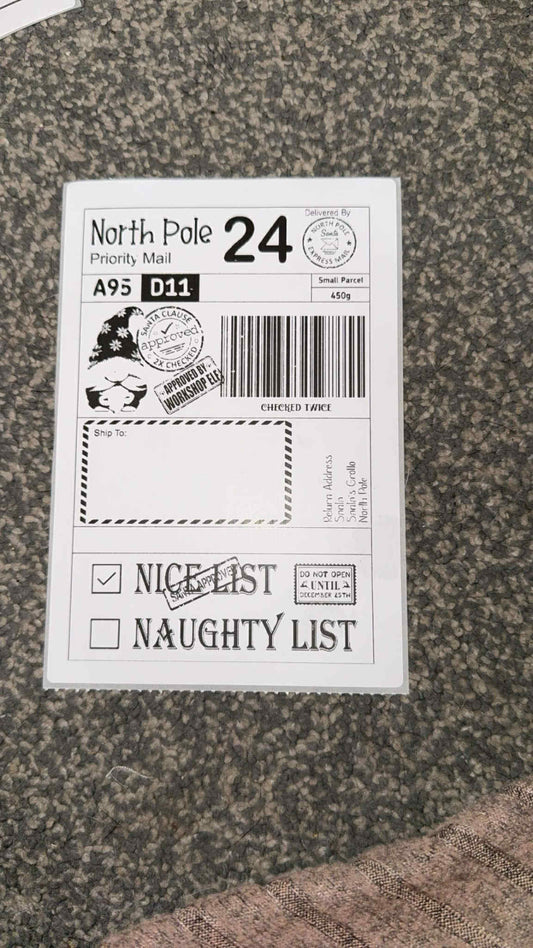 North Pole
Priority Mail
24
Delivered By
NORTH POLE
Santa
EXPRESS MAIL
A95 D11
Small Parcel
450g
SANTA CLAUSE
approved
2X CHECKED
APPROVED BY
WORKSHOP ELF
CHECKED TWICE
Ship To:
Return Address
Santa
Santa's Grotto
North Pole
NICE LIST
SANTA APPROVED
DO NOT OPEN
UNTIL
DECEMBER 25TH
NAUGHTY LIST